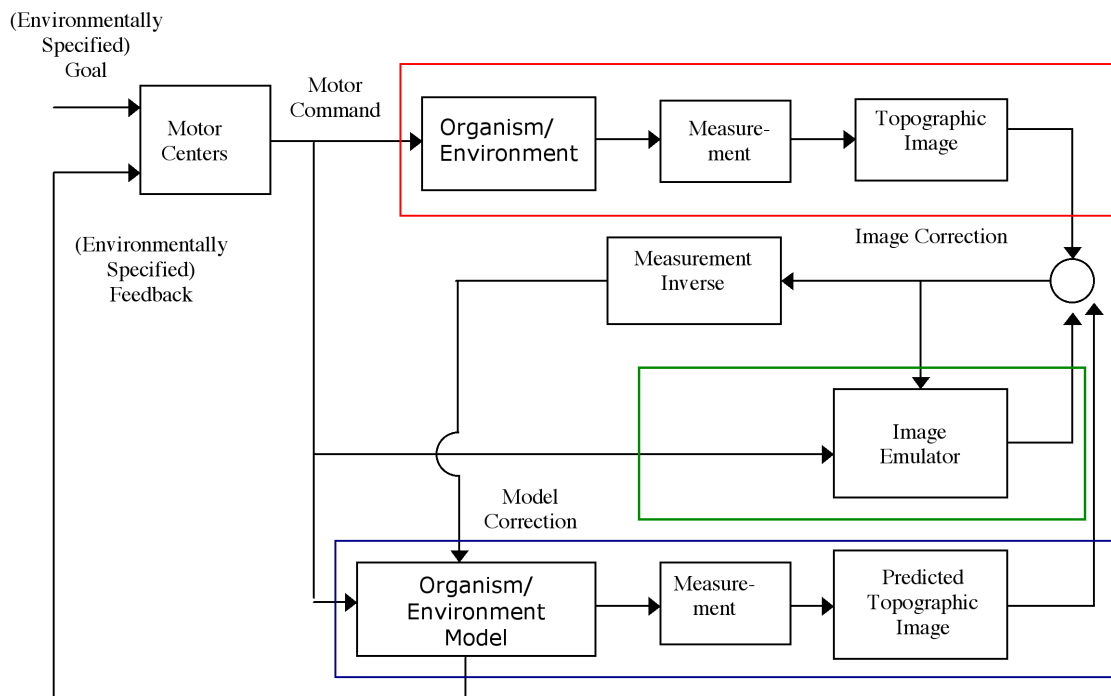 (Environmentally
Specified)
Goal
Motor
Command
Motor
Centers
Organism/
Environment
Measure-
ment
Topographic
Image
(Environmentally
Specified)
Feedback
Image Correction
Measurement
Inverse
Image
Emulator
Model
Correction
Organism/
Environment
Model
Measure-
ment
Predicted
Topographic
Image